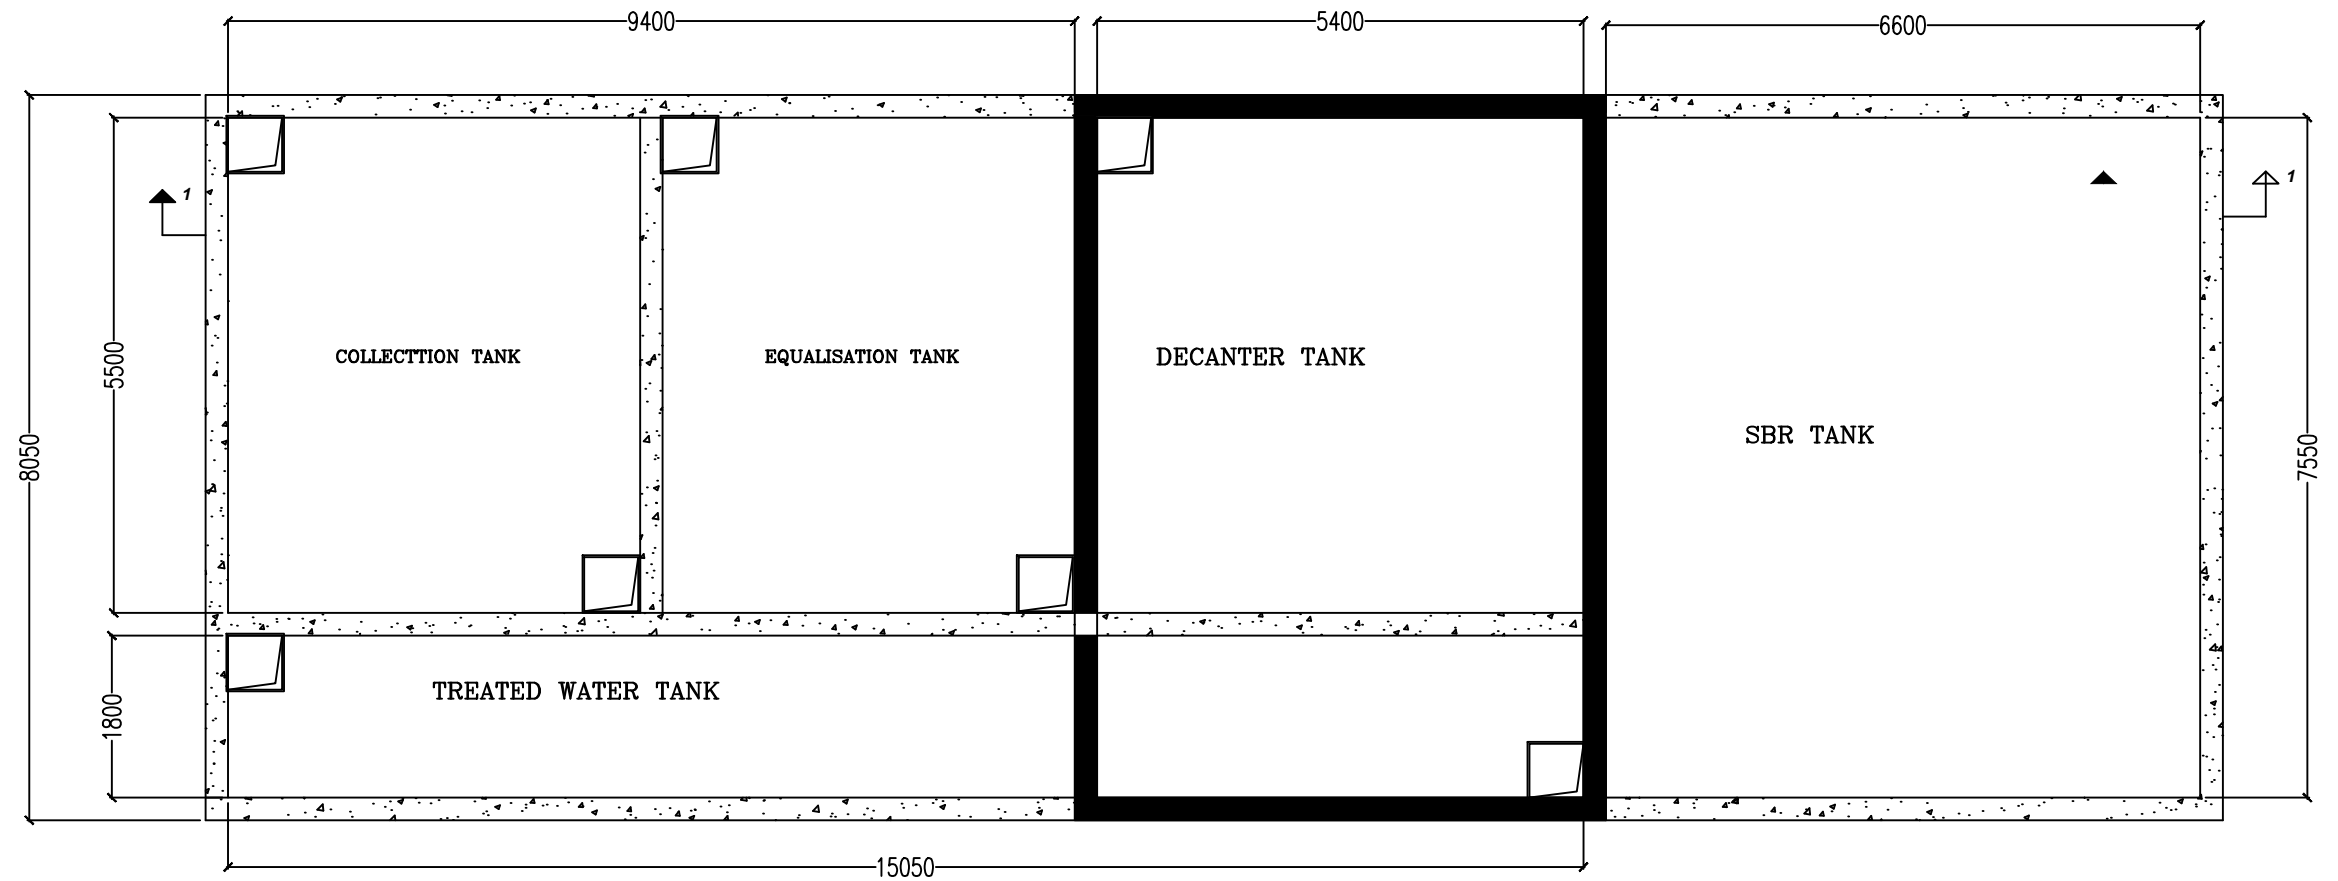 9400
5400
6600
1
1
5500
8050
COLLECTTION TANK
EQUALISATION TANK
DECANTER TANK
SBR TANK
7550
TREATED WATER TANK
1800
15050